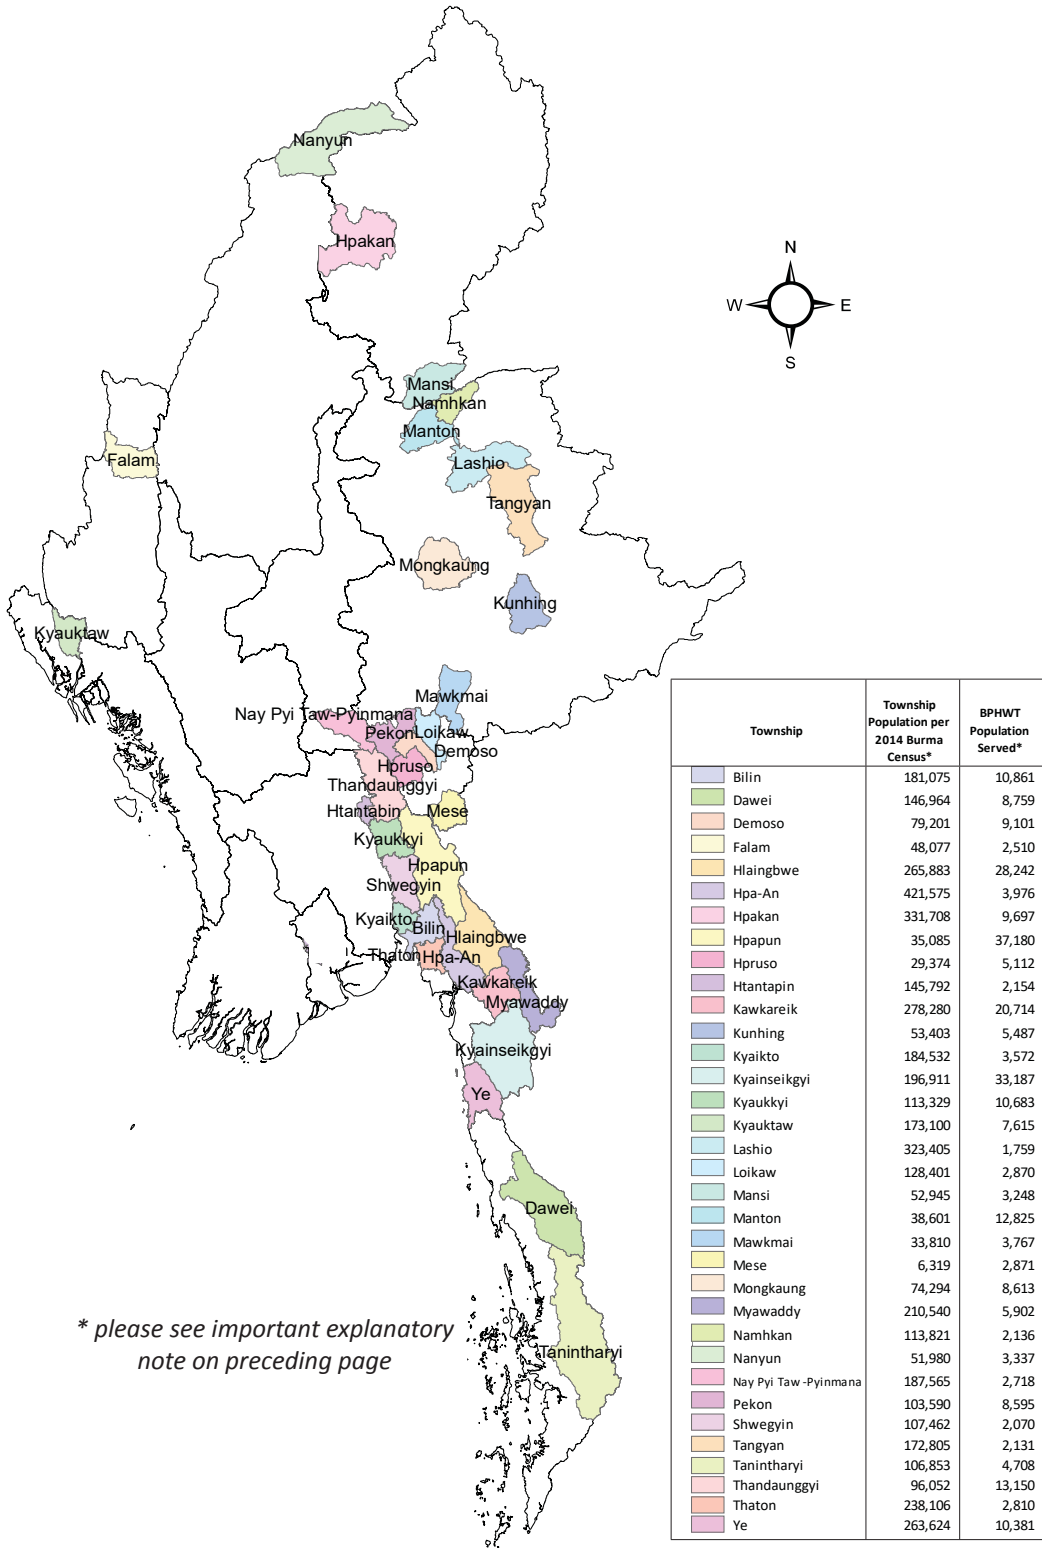 N
W E
S
Nanyun
Hpakan
Mansi
Namhkan
Manton
Falam
Lashio
Tangyan
Mongkaung
Kunhing
Kyauktaw
Mawkmai
Nay Pyi Taw-Pyinmana
Pekon
Loikaw
Demoso
Hpruso
Thandaunggyi
Htantabin
Mese
Kyaukkyi
Hpapun
Shwegyin
Kyaikto
Bilin
Hlaingbwe
Thaton
Hpa-An
Kawkareik
Myawaddy
Kyainseikgyi
Ye
Dawei
Tanintharyi
* please see important explanatory
note on preceding page
Township Township Population per 2014 Burma Census* BPHWT Population Served*
Bilin 181,075 10,861
Dawei 146,964 8,759
Demoso 79,201 9,101
Falam 48,077 2,510
Hlaingbwe 265,883 28,242
Hpa-An 421,575 3,976
Hpakan 331,708 9,697
Hpapun 35,085 37,180
Hpruso 29,374 5,112
Htantapin 145,792 2,154
Kawkareik 278,280 20,714
Kunhing 53,403 5,487
Kyaikto 184,532 3,572
Kyainseikgyi 196,911 33,187
Kyaukkyi 113,329 10,683
Kyauktaw 173,100 7,615
Lashio 323,405 1,759
Loikaw 128,401 2,870
Mansi 52,945 3,248
Manton 38,601 12,825
Mawkmai 33,810 3,767
Mese 6,319 2,871
Mongkaung 74,294 8,613
Myawaddy 210,540 5,902
Namhkan 113,821 2,136
Nanyun 51,980 3,337
Nay Pyi Taw -Pyinmana 187,565 2,718
Pekon 103,590 8,595
Shwegyin 107,462 2,070
Tangyan 172,805 2,131
Tanintharyi 106,853 4,708
Thandaunggyi 96,052 13,150
Thaton 238,106 2,810
Ye 263,624 10,381